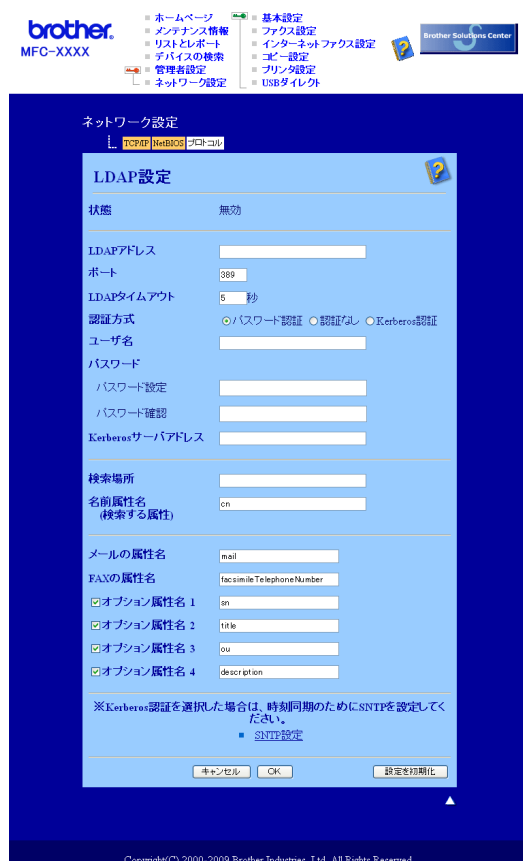 brother.
MFC-XXXX
ホームページ
メンテナンス情報
リストとレポート
デバイスの検索
管理者設定
ネットワーク設定
基本設定
ファクス設定
インターネットファクス設定
コピー設定
プリンタ設定
USBダイレクト
Brother Solutions Center
ネットワーク設定
TCP/IP NetBIOS プロトコル
LDAP設定
状態 無効
LDAPアドレス
ポート 389
LDAPタイムアウト 5 秒
認証方式 パスワード認証 認証なし Kerberos認証
ユーザ名
パスワード
パスワード設定
パスワード確認
Kerberosサーバアドレス
検索場所
名前属性名 cn
(検索する属性)
メールの属性名 mail
FAXの属性名 facsimileTelephoneNumber
オプション属性名 1 sn
オプション属性名 2 title
オプション属性名 3 ou
オプション属性名 4 description
※Kerberos認証を選択した場合は、時刻同期のためにSNTPを設定してく
ださい。
SNTP設定
キャンセル OK 設定を初期化
Copyright(C) 2000-2009 Brother Industries, Ltd. All Rights Reserved.